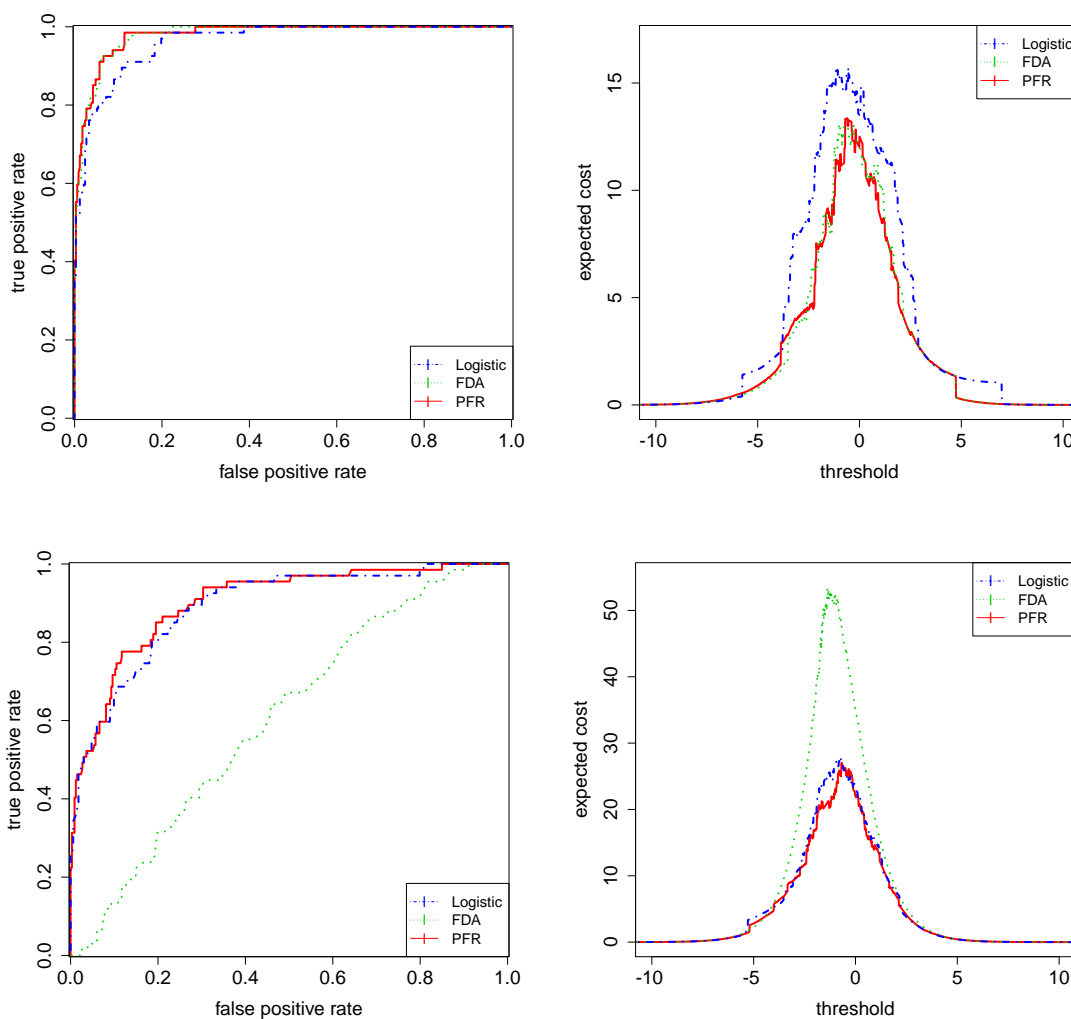 true positive rate
0.0 0.2 0.4 0.6 0.8 1.0
0.0 0.2 0.4 0.6 0.8 1.0
false positive rate
Logistic
FDA
PFR
expected cost
0 5 10 15
-10 -5 0 5 10
threshold
Logistic
FDA
PFR
true positive rate
0.0 0.2 0.4 0.6 0.8 1.0
0.0 0.2 0.4 0.6 0.8 1.0
false positive rate
Logistic
FDA
PFR
expected cost
0 10 20 30 40 50
-10 -5 0 5 10
threshold
Logistic
FDA
PFR